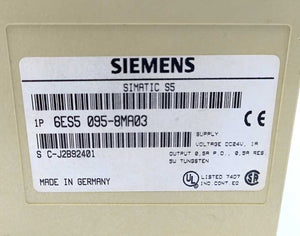 SIEMENS
SIMATIC S5
1P 6ES5 095-8MA03
CE
S C-J2B92401
SUPPLY
VOLTAGE DC24V, 1A
OUTPUT 0,5A P.D., 0,5A RES.
5W TUNGSTEN
MADE IN GERMANY
UL LISTED 74D7
IND.CONT.EQ